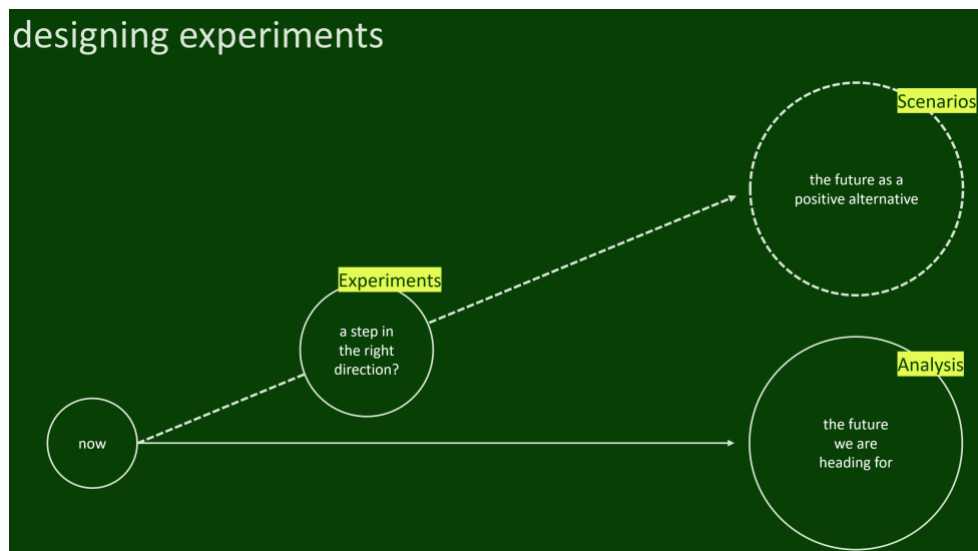 designing experiments
Scenarios
the future as a
positive alternative
Experiments
a step in
the right
direction?
Analysis
the future
we are
heading for
now